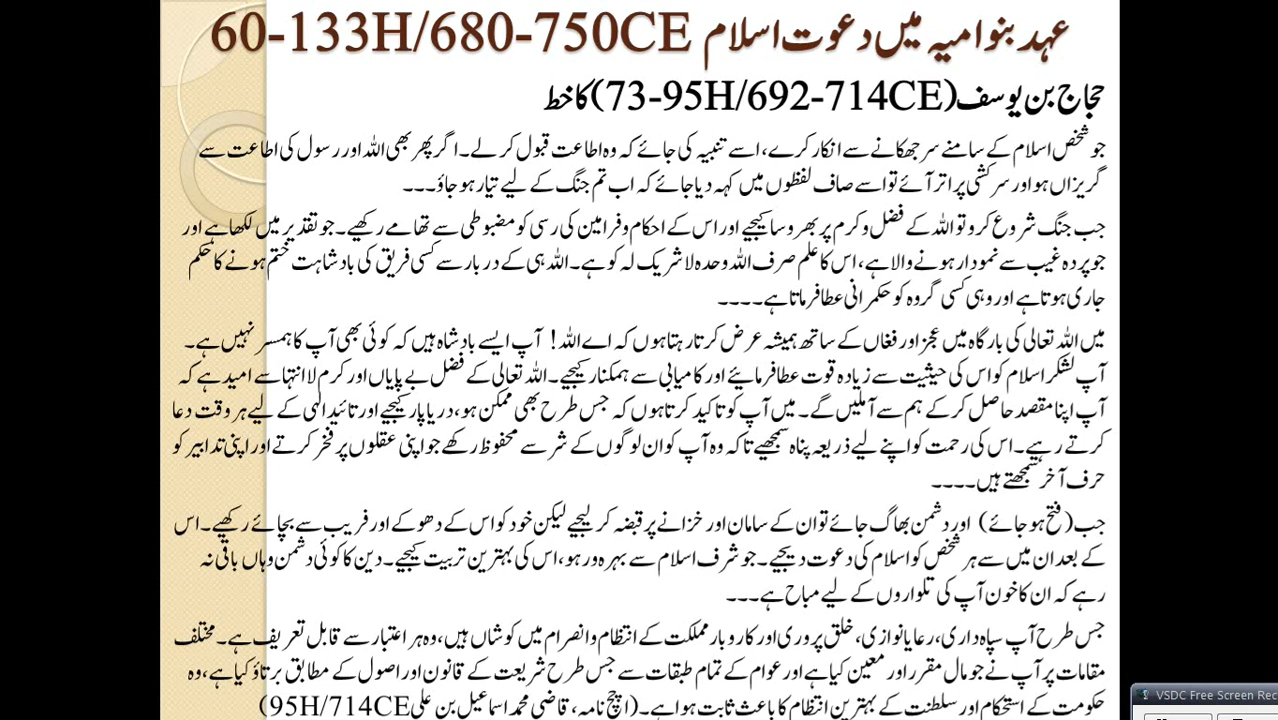 عہد بنو امیہ میں دعوت اسلام 60-133H/680-750CE
حجاج بن یوسف (73-95H/692-714CE) کا خط
جو شخص اسلام کے سامنے سر جھکانے سے انکار کرے، اسے تنبیہ کی جائے کہ وہ اطاعت قبول کر لے۔ اگر پھر بھی اللہ اور رسول کی اطاعت سے
گریزاں ہو اور سرکشی پر اتر آئے تو اسے صاف لفظوں میں کہہ دیا جائے کہ اب تم جنگ کے لیے تیار ہو جاؤ۔۔۔
جب جنگ شروع کرو تو اللہ کے فضل و کرم پر بھروسا کیجیے اور اس کے احکام و فرامین کی رسی کو مضبوطی سے تھامے رکھیے۔ جو تقدیر میں لکھا ہے اور
جو پردہ غیب سے نمودار ہونے والا ہے، اس کا علم صرف اللہ وحدہ لا شریک لہ کو ہے۔ اللہ ہی کے دربار سے کسی فریق کی بادشاہت ختم ہونے کا حکم
جاری ہوتا ہے اور وہی کسی گروہ کو حکمرانی عطا فرماتا ہے۔۔۔۔
میں اللہ تعالی کی بارگاہ میں عجز اور فغاں کے ساتھ ہمیشہ عرض کرتا رہتا ہوں کہ اے اللہ! آپ ایسے بادشاہ ہیں کہ کوئی بھی آپ کا ہمسر نہیں ہے۔
آپ لشکر اسلام کو اس کی حیثیت سے زیادہ قوت عطا فرمائیے اور کامیابی سے ہمکنار کیجیے۔ اللہ تعالی کے فضل بے پایاں اور کرم لا انتہا سے امید ہے کہ
آپ اپنا مقصد حاصل کر کے ہم سے آملیں گے۔ میں آپ کو تاکید کرتا ہوں کہ جس طرح بھی ممکن ہو، دریا پار کیجیے اور تائید الہی کے لیے ہر وقت دعا
کرتے رہیے۔ اس کی رحمت کو اپنے لیے ذریعہ پناہ سمجھیے تاکہ وہ آپ کو ان لوگوں کے شر سے محفوظ رکھے جو اپنی عقلوں پر فخر کرتے اور اپنی تدابیر کو
حرف آخر سمجھتے ہیں۔۔۔۔
جب (فتح ہو جائے) اور دشمن بھاگ جائے تو ان کے سامان اور خزانے پر قبضہ کر لیجیے لیکن خود کو اس کے دھوکے اور فریب سے بچائے رکھیے۔ اس
کے بعد ان میں سے ہر شخص کو اسلام کی دعوت دیجیے۔ جو شرف اسلام سے بہرہ ور ہو، اس کی بہترین تربیت کیجیے۔ دین کا کوئی دشمن وہاں باقی نہ
رہے کہ ان کا خون آپ کی تلواروں کے لیے مباح ہے۔۔۔
جس طرح آپ سپاہ داری، رعایا نوازی، خلق پروری اور کاروبار مملکت کے انتظام و انصرام میں کوشاں ہیں، وہ ہر اعتبار سے قابل تعریف ہے۔ مختلف
مقامات پر آپ نے جو مال مقرر اور معین کیا ہے اور عوام کے تمام طبقات سے جس طرح شریعت کے قانون اور اصول کے مطابق برتاؤ کیا ہے، وہ
حکومت کے استحکام اور سلطنت کے بہترین انتظام کا باعث ثابت ہوا ہے۔ (چچ نامہ، قاضی محمد اسماعیل بن علی 95H/714CE)
VSDC Free Screen Rec